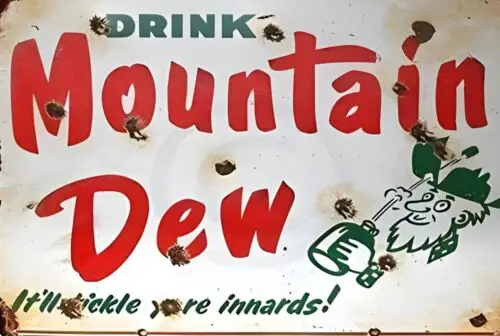 DRINK
Mountain
Dew
It'll tickle yore innards!